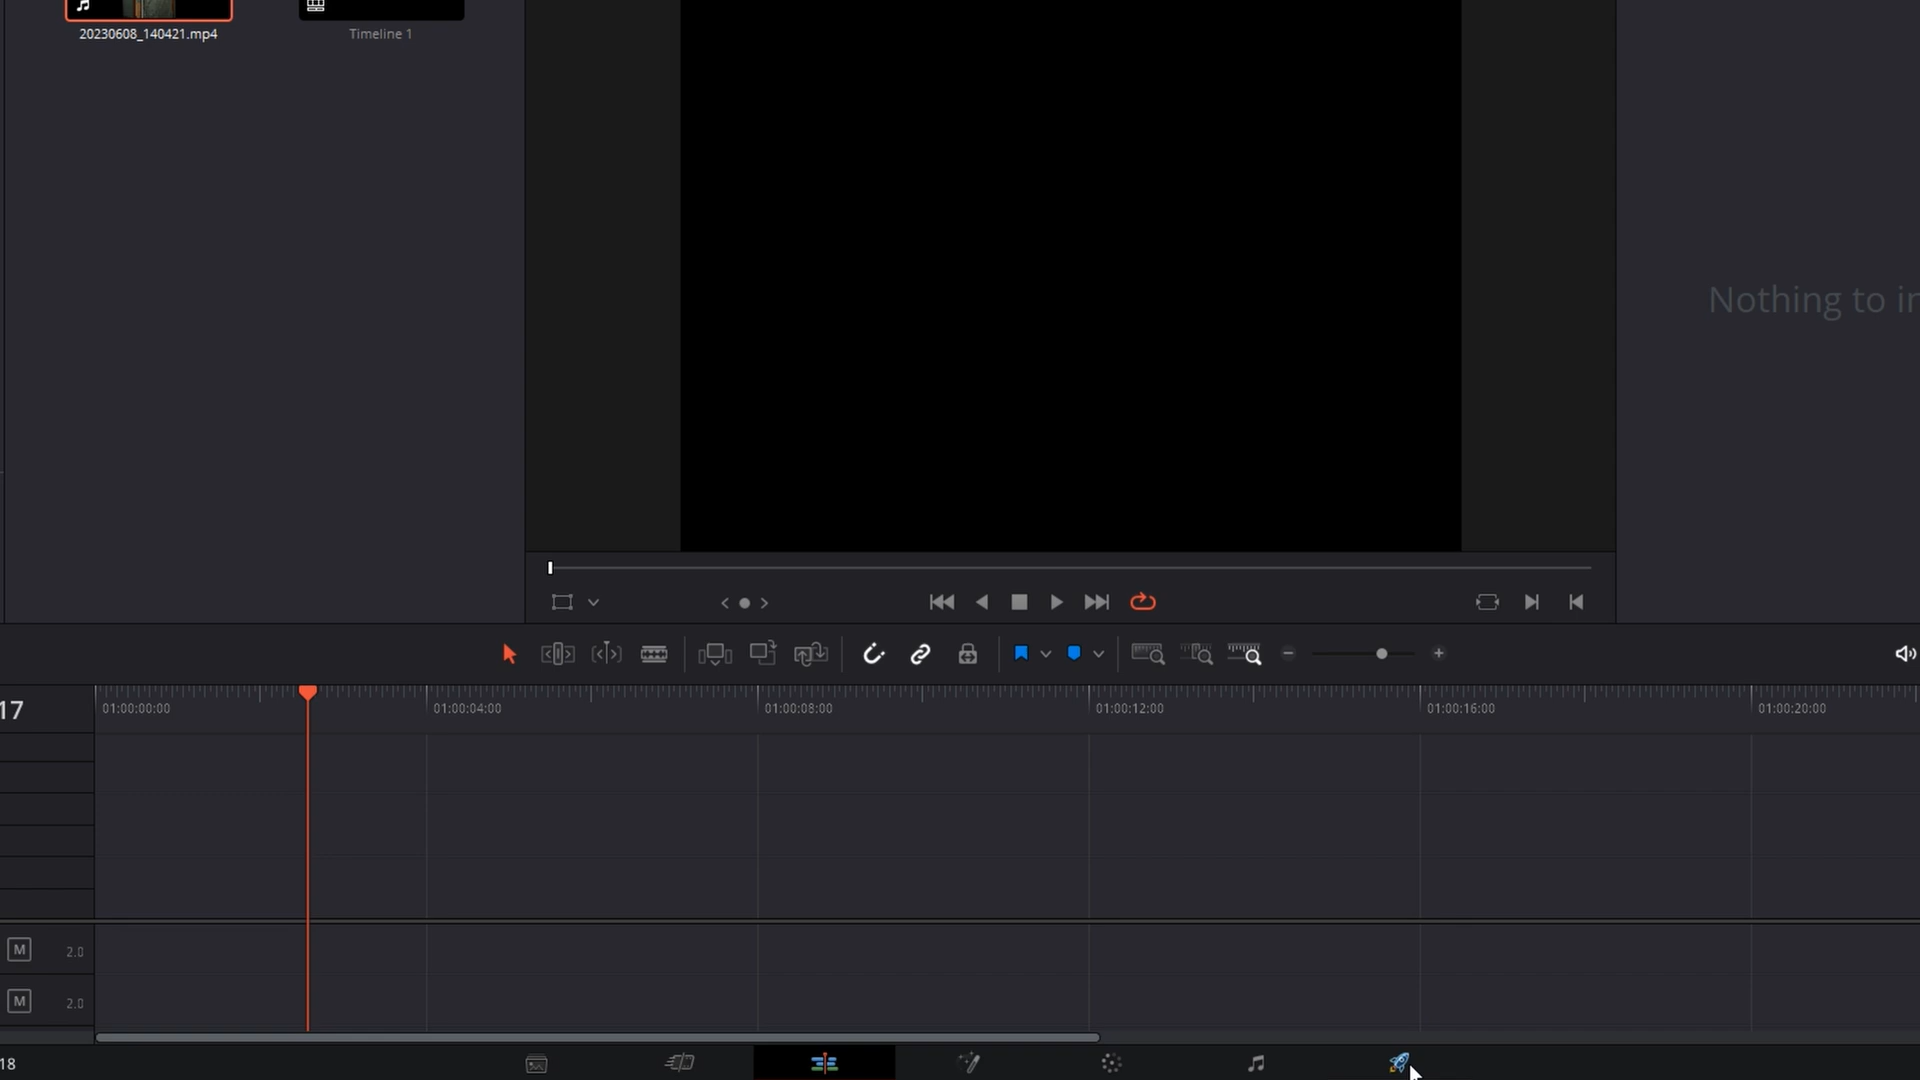 20230608_140421.mp4
Timeline 1
Nothing to in
17
01:00:00:00
01:00:04:00
01:00:08:00
01:00:12:00
01:00:16:00
01:00:20:00
M 2.0
M 2.0
18